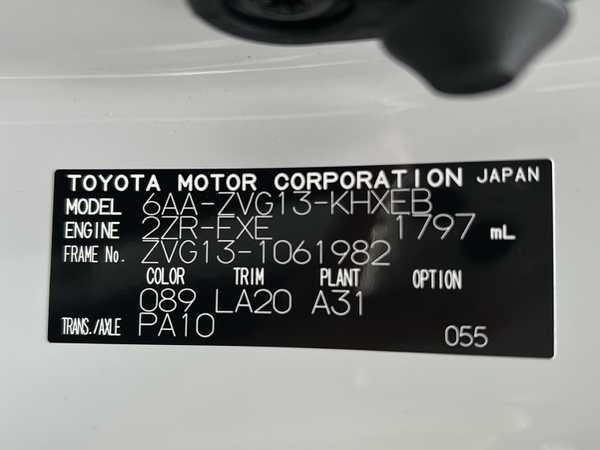 TOYOTA MOTOR CORPORATION JAPAN
MODEL 6AA-ZVG13-KHXEB
ENGINE 2ZR-FXE 1797 mL
FRAME No. ZVG13-1061982
COLOR TRIM PLANT OPTION
089 LA20 A31
TRANS./AXLE PA10 055